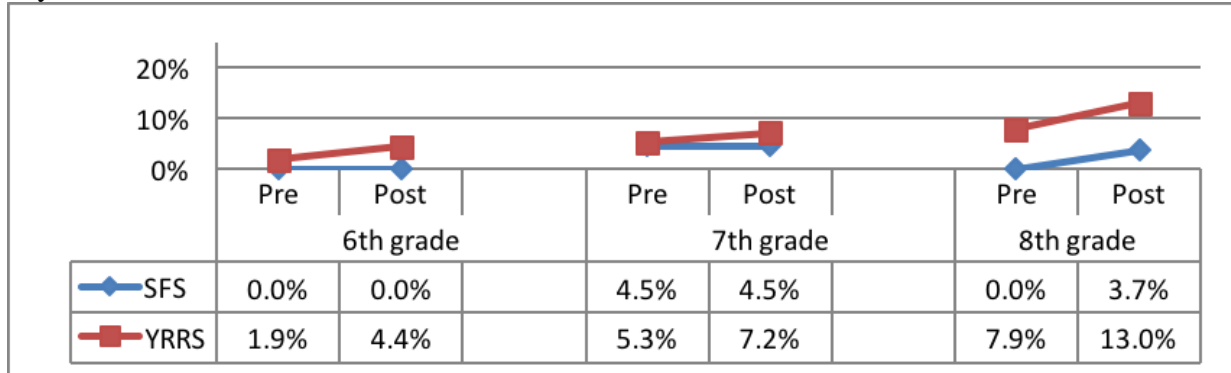 20%
10%
0%
Pre Post Pre Post Pre Post
6th grade 7th grade 8th grade
SFS 0.0% 0.0% 4.5% 4.5% 0.0% 3.7%
YRRS 1.9% 4.4% 5.3% 7.2% 7.9% 13.0%